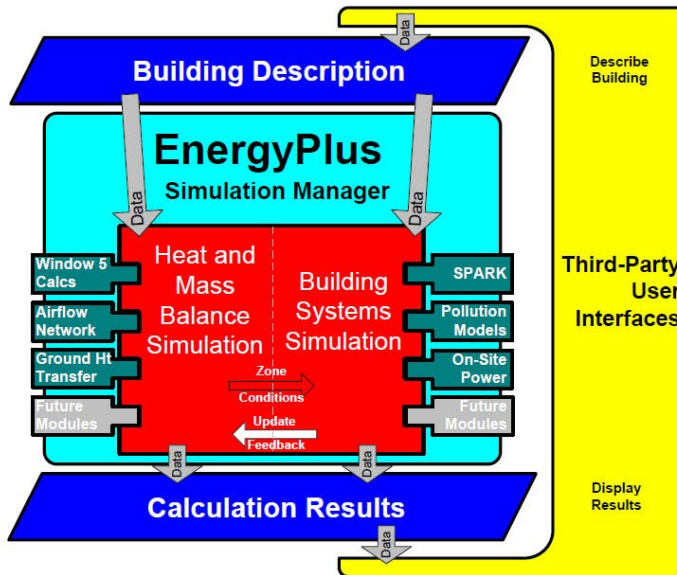 Data
Building Description
Describe
Building
EnergyPlus
Simulation Manager
Data
Data
Heat and
Mass
Balance
Simulation
Building
Systems
Simulation
Window 5
Calcs
Airflow
Network
Ground Ht
Transfer
Future
Modules
SPARK
Pollution
Models
On-Site
Power
Future
Modules
Zone
Conditions
Update
Feedback
Third-Party
User
Interfaces
Data
Data
Calculation Results
Display
Results
Data